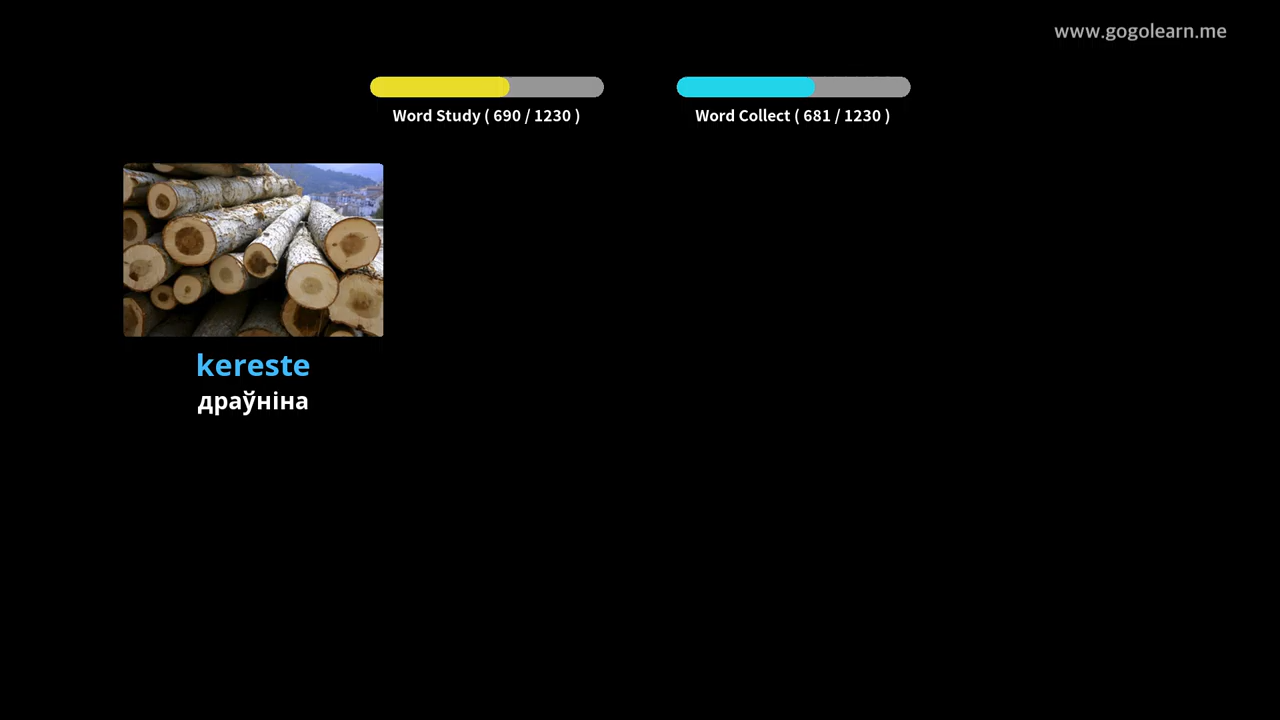 www.gogolearn.me
Word Study ( 690 / 1230 )
Word Collect ( 681 / 1230 )
kereste
драўніна